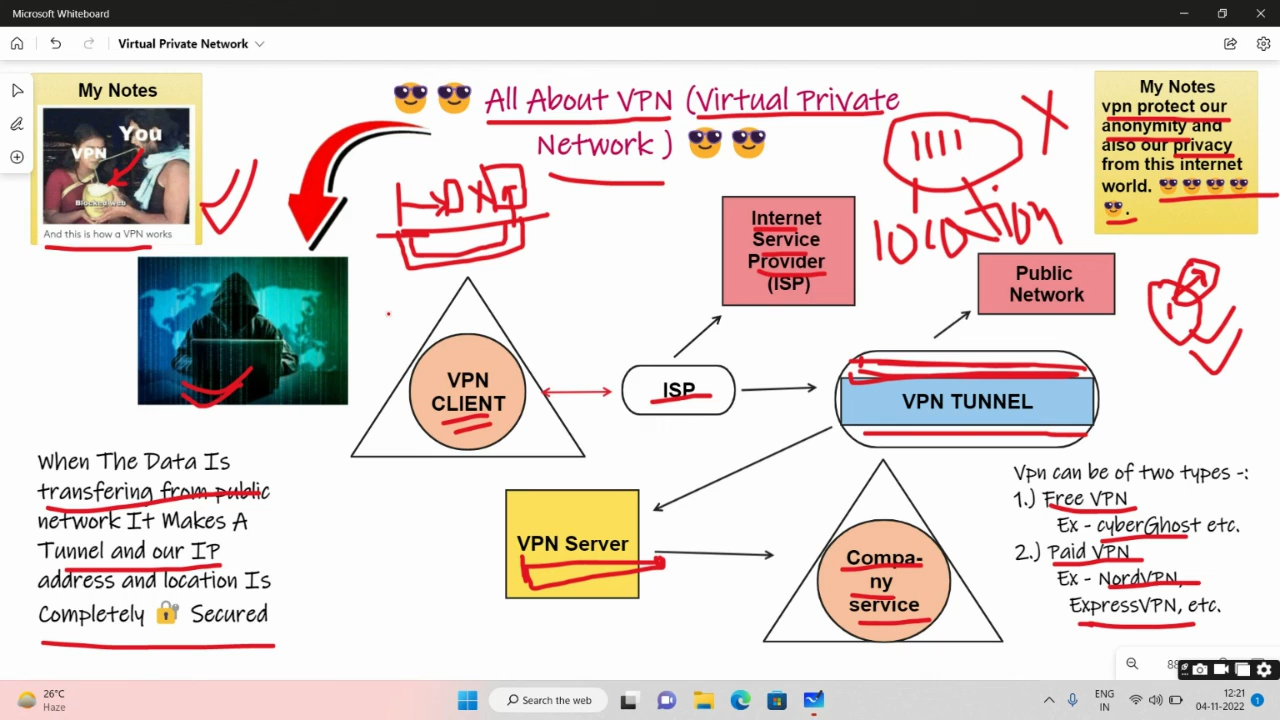 Microsoft Whiteboard
Virtual Private Network
My Notes
You
VPN
Blocked web
And this is how a VPN works
All About VPN (Virtual Private
Network )
My Notes
vpn protect our
anonymity and
also our privacy
from this internet
world.
location
Internet
Service
Provider
(ISP)
Public
Network
VPN
CLIENT
ISP
VPN TUNNEL
When The Data Is
transfering from public
network It Makes A
Tunnel and our IP
address and location Is
Completely Secured
VPN Server
Compa-
ny
service
Vpn can be of two types -:
1.) Free VPN
Ex - cyberGhost etc.
2.) Paid VPN
Ex - NordVPN,
ExpressVPN, etc.
26°C
Haze
Search the web
ENG
IN
12:21
04-11-2022
1